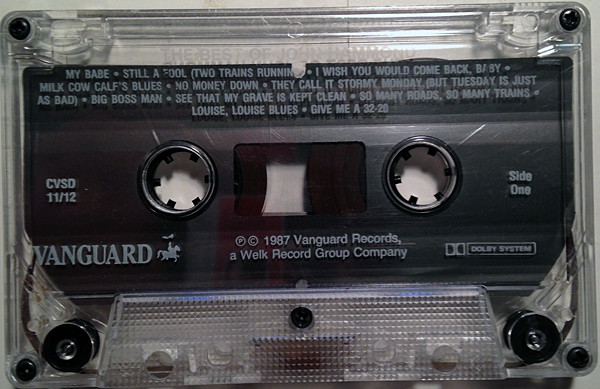 THE BEST OF JOHN HAMMOND
MY BABE • STILL A FOOL (TWO TRAINS RUNNING) • I WISH YOU WOULD COME BACK, BABY •
MILK COW CALF'S BLUES • NO MONEY DOWN • THEY CALL IT STORMY MONDAY (BUT TUESDAY IS JUST
AS BAD) • BIG BOSS MAN • SEE THAT MY GRAVE IS KEPT CLEAN • SO MANY ROADS, SO MANY TRAINS •
LOUISE, LOUISE BLUES • GIVE ME A 32-20
CVSD
11/12
Side
One
VANGUARD
℗ © 1987 Vanguard Records,
a Welk Record Group Company
DOLBY SYSTEM